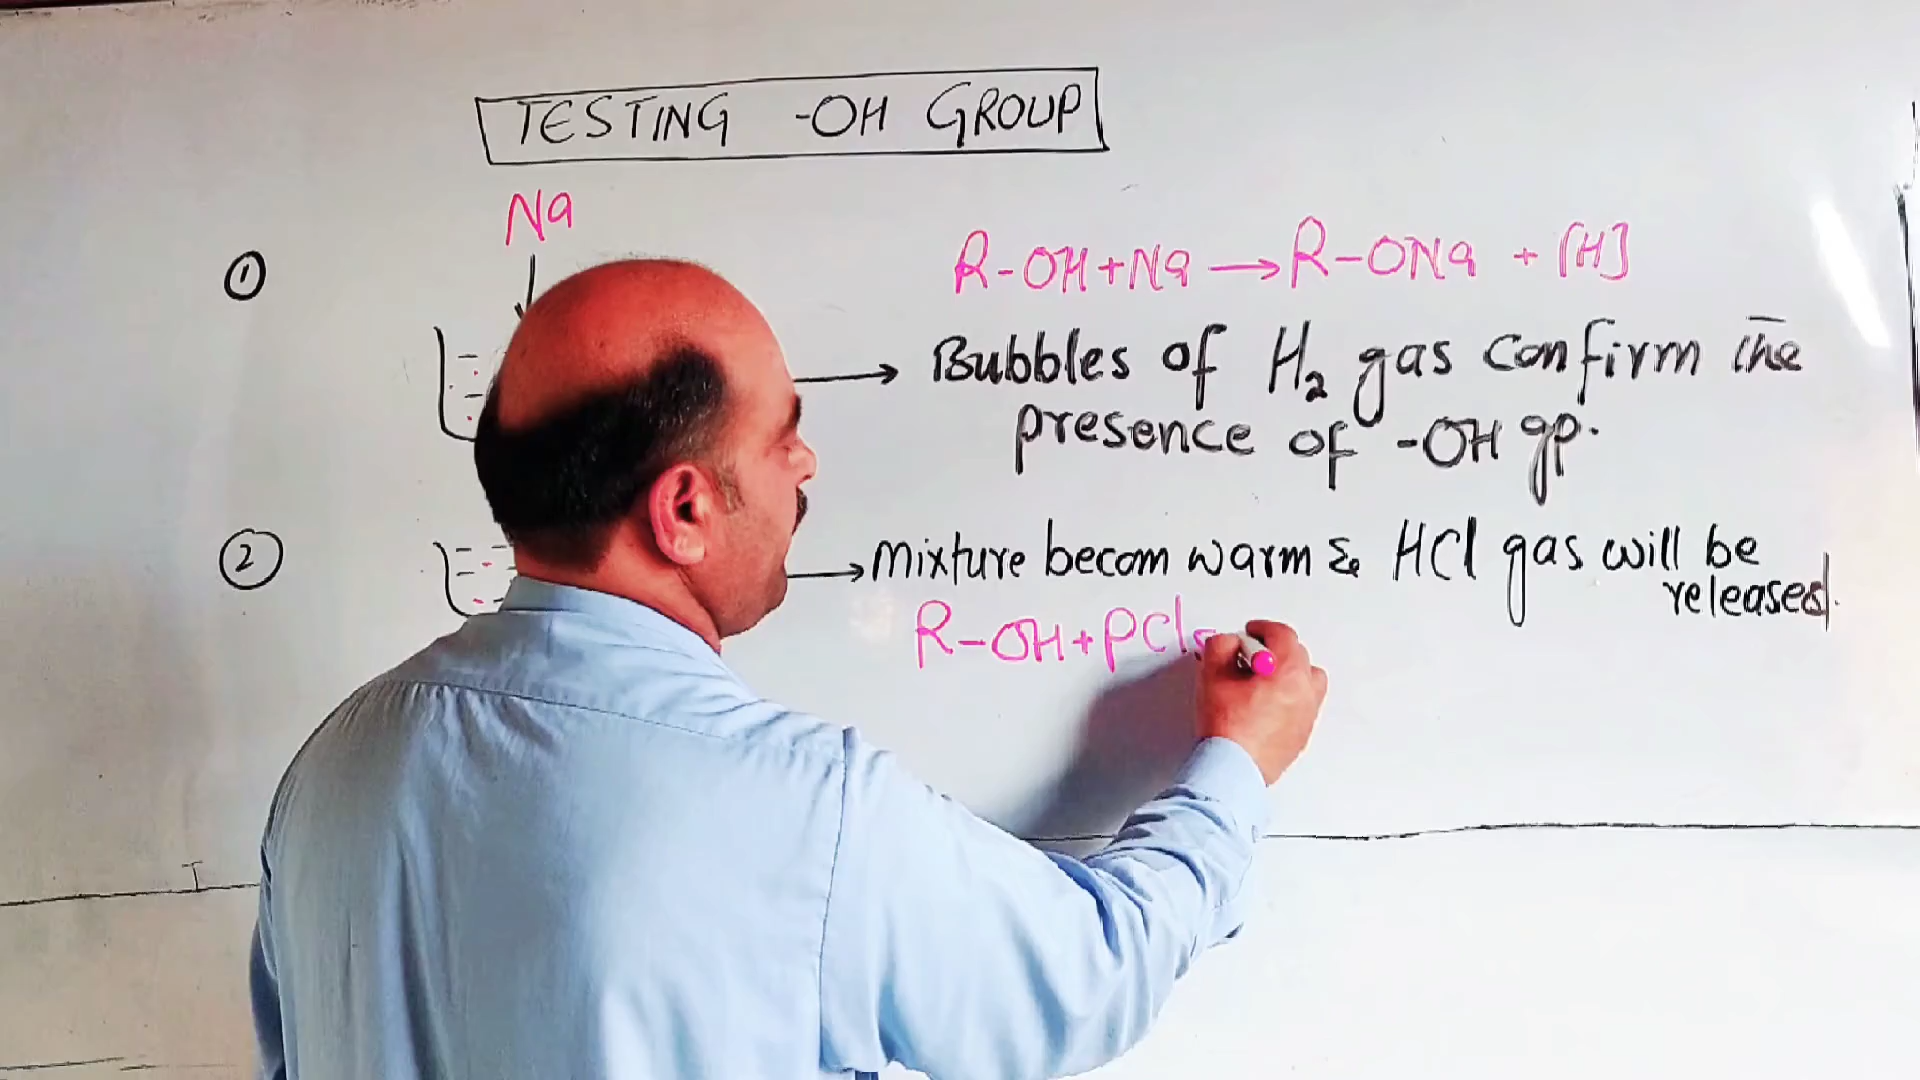 TESTING -OH GROUP
Na
①
R-OH+Na→R-ONa + [H]
Bubbles of H₂ gas confirm the
presence of -OH gp.
②
Mixture becom warm & HCl gas will be
released.
R-OH+PCl₅